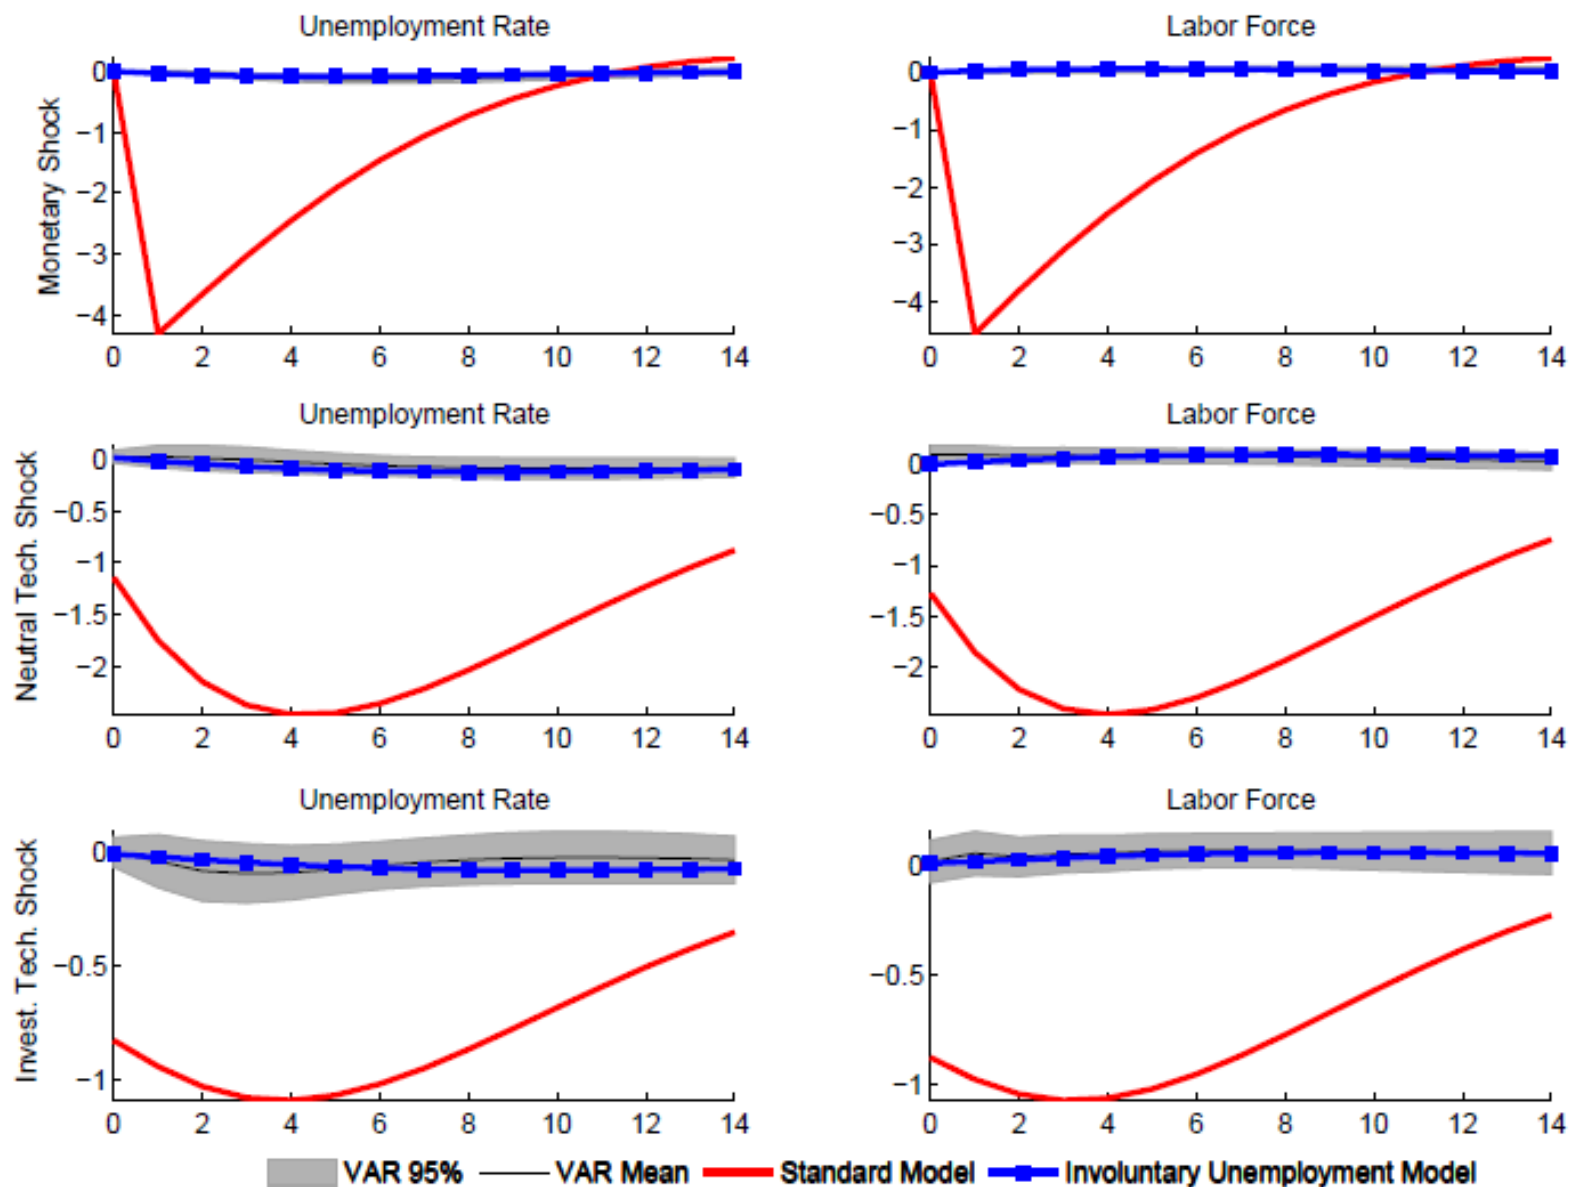 Unemployment Rate Labor Force
Monetary Shock
0 −1 −2 −3 −4
0 2 4 6 8 10 12 14
0 −1 −2 −3 −4
0 2 4 6 8 10 12 14
Unemployment Rate Labor Force
Neutral Tech. Shock
0 −0.5 −1 −1.5 −2
0 2 4 6 8 10 12 14
0 −0.5 −1 −1.5 −2
0 2 4 6 8 10 12 14
Unemployment Rate Labor Force
Invest. Tech. Shock
0 −0.5 −1
0 2 4 6 8 10 12 14
0 −0.5 −1
0 2 4 6 8 10 12 14
VAR 95% VAR Mean Standard Model Involuntary Unemployment Model